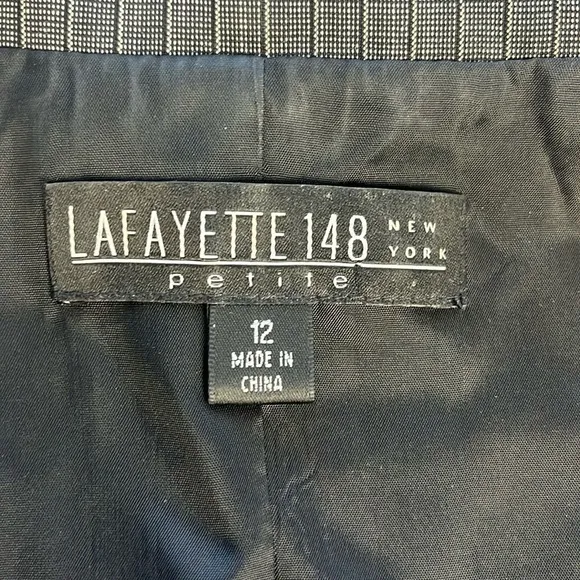 LAFAYETTE 148 NEW YORK
petite
12
MADE IN
CHINA